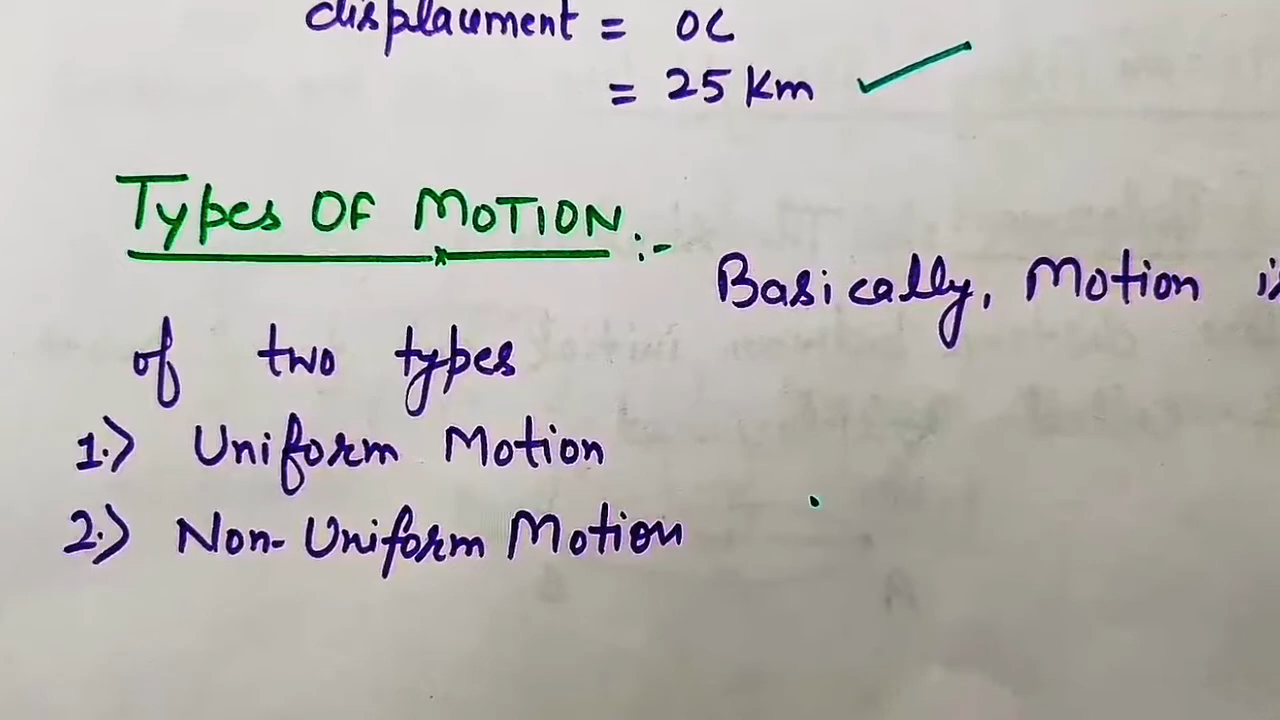 displacement = OC
= 25 Km
Types OF MOTION :-
Basically, Motion is
of two types
1.) Uniform Motion
2.) Non-Uniform Motion